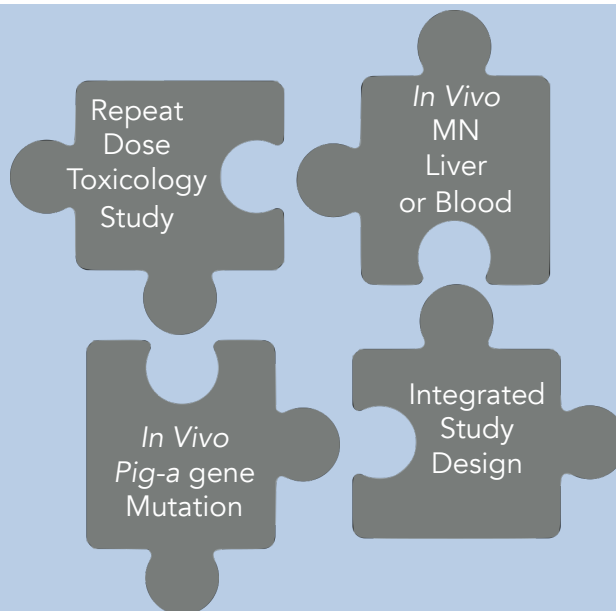 Repeat
Dose
Toxicology
Study
In Vivo
MN
Liver
or Blood
In Vivo
Pig-a gene
Mutation
Integrated
Study
Design